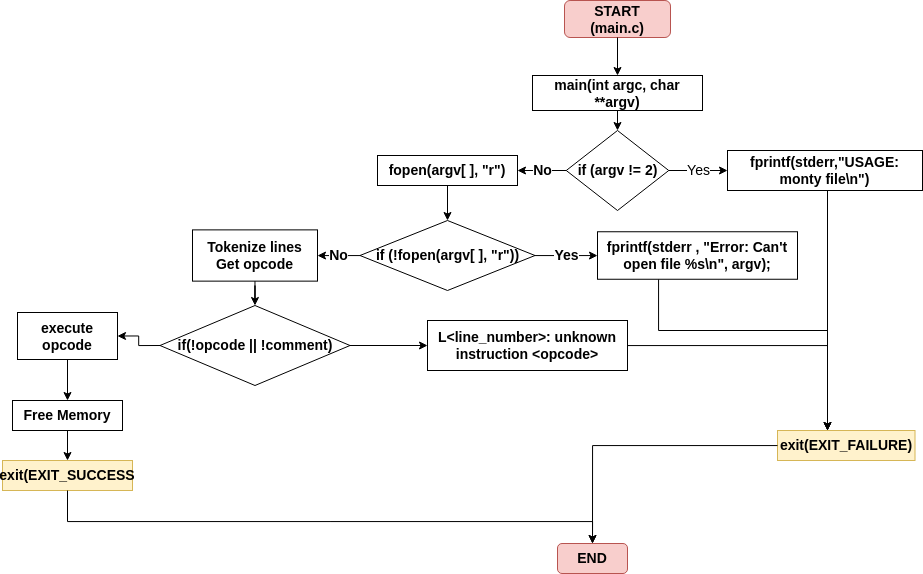 START
(main.c)
main(int argc, char
**argv)
if (argv != 2)
No
Yes
fopen(argv[ ], "r")
fprintf(stderr,"USAGE:
monty file\n")
if (!fopen(argv[ ], "r"))
No
Yes
Tokenize lines
Get opcode
fprintf(stderr , "Error: Can't
open file %s\n", argv);
if(!opcode || !comment)
execute
opcode
L<line_number>: unknown
instruction <opcode>
Free Memory
exit(EXIT_FAILURE)
exit(EXIT_SUCCESS
END